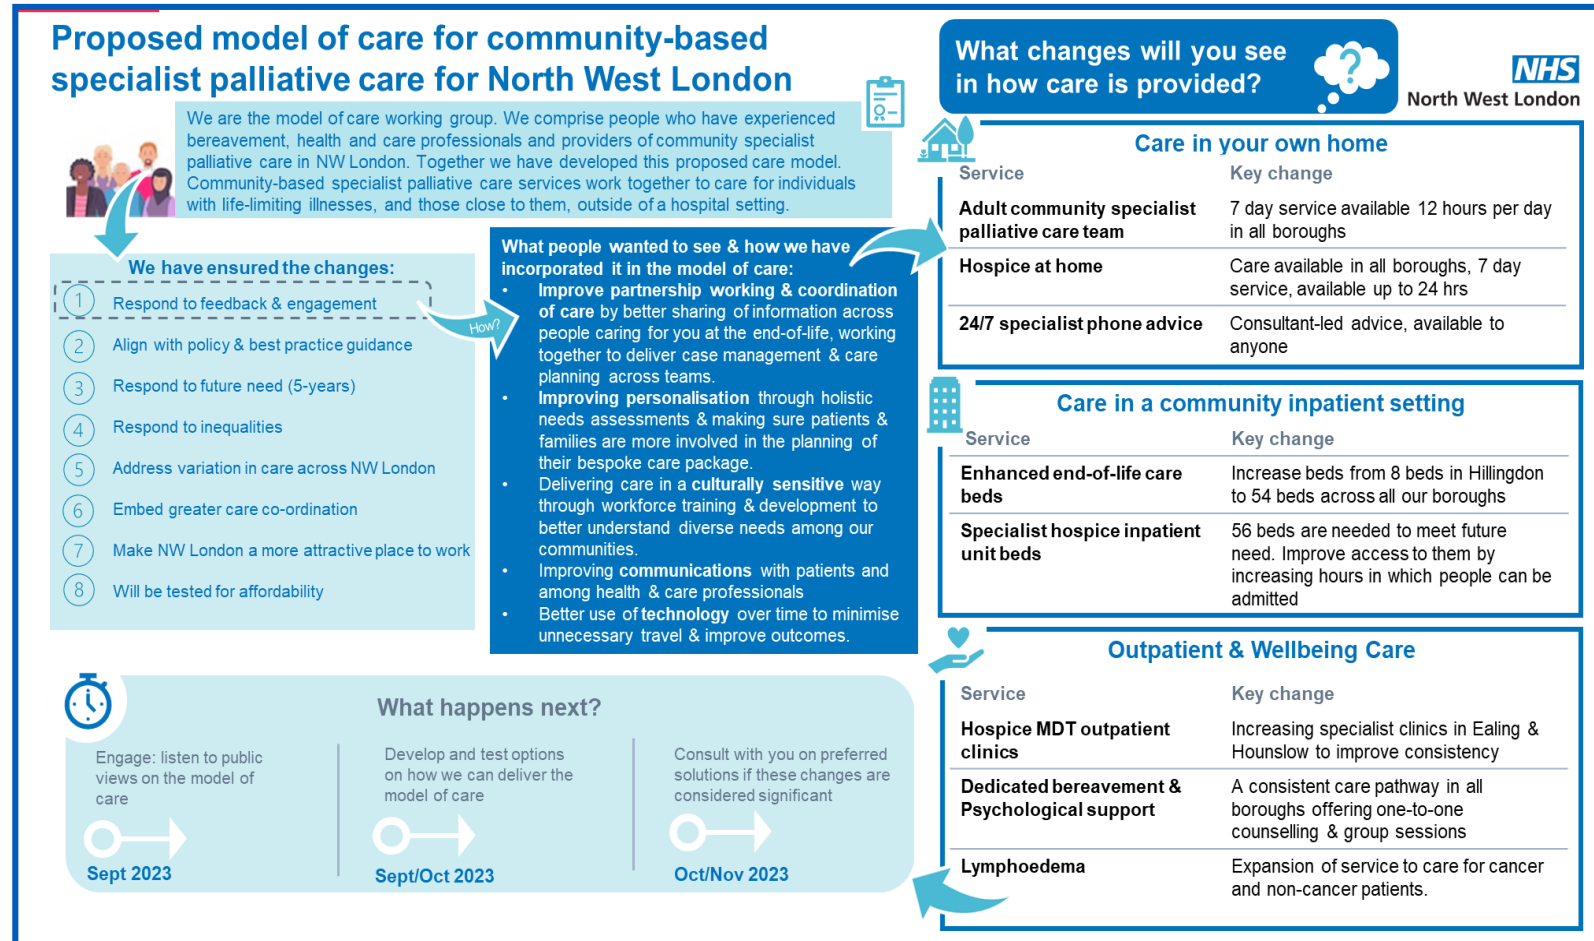 Proposed model of care for community-based
specialist palliative care for North West London
We are the model of care working group. We comprise people who have experienced
bereavement, health and care professionals and providers of community specialist
palliative care in NW London. Together we have developed this proposed care model.
Community-based specialist palliative care services work together to care for individuals
with life-limiting illnesses, and those close to them, outside of a hospital setting.
We have ensured the changes:
1 Respond to feedback & engagement
2 Align with policy & best practice guidance
3 Respond to future need (5-years)
4 Respond to inequalities
5 Address variation in care across NW London
6 Embed greater care co-ordination
7 Make NW London a more attractive place to work
8 Will be tested for affordability
How?
What people wanted to see & how we have
incorporated it in the model of care:
• Improve partnership working & coordination
of care by better sharing of information across
people caring for you at the end-of-life, working
together to deliver case management & care
planning across teams.
• Improving personalisation through holistic
needs assessments & making sure patients &
families are more involved in the planning of
their bespoke care package.
• Delivering care in a culturally sensitive way
through workforce training & development to
better understand diverse needs among our
communities.
• Improving communications with patients and
among health & care professionals
• Better use of technology over time to minimise
unnecessary travel & improve outcomes.
What happens next?
Engage: listen to public
views on the model of
care
Sept 2023
Develop and test options
on how we can deliver the
model of care
Sept/Oct 2023
Consult with you on preferred
solutions if these changes are
considered significant
Oct/Nov 2023
What changes will you see
in how care is provided?
?
NHS
North West London
Care in your own home
Service Key change
Adult community specialist
palliative care team
7 day service available 12 hours per day
in all boroughs
Hospice at home
Care available in all boroughs, 7 day
service, available up to 24 hrs
24/7 specialist phone advice
Consultant-led advice, available to
anyone
Care in a community inpatient setting
Service Key change
Enhanced end-of-life care
beds
Increase beds from 8 beds in Hillingdon
to 54 beds across all our boroughs
Specialist hospice inpatient
unit beds
56 beds are needed to meet future
need. Improve access to them by
increasing hours in which people can be
admitted
Outpatient & Wellbeing Care
Service Key change
Hospice MDT outpatient
clinics
Increasing specialist clinics in Ealing &
Hounslow to improve consistency
Dedicated bereavement &
Psychological support
A consistent care pathway in all
boroughs offering one-to-one
counselling & group sessions
Lymphoedema
Expansion of service to care for cancer
and non-cancer patients.